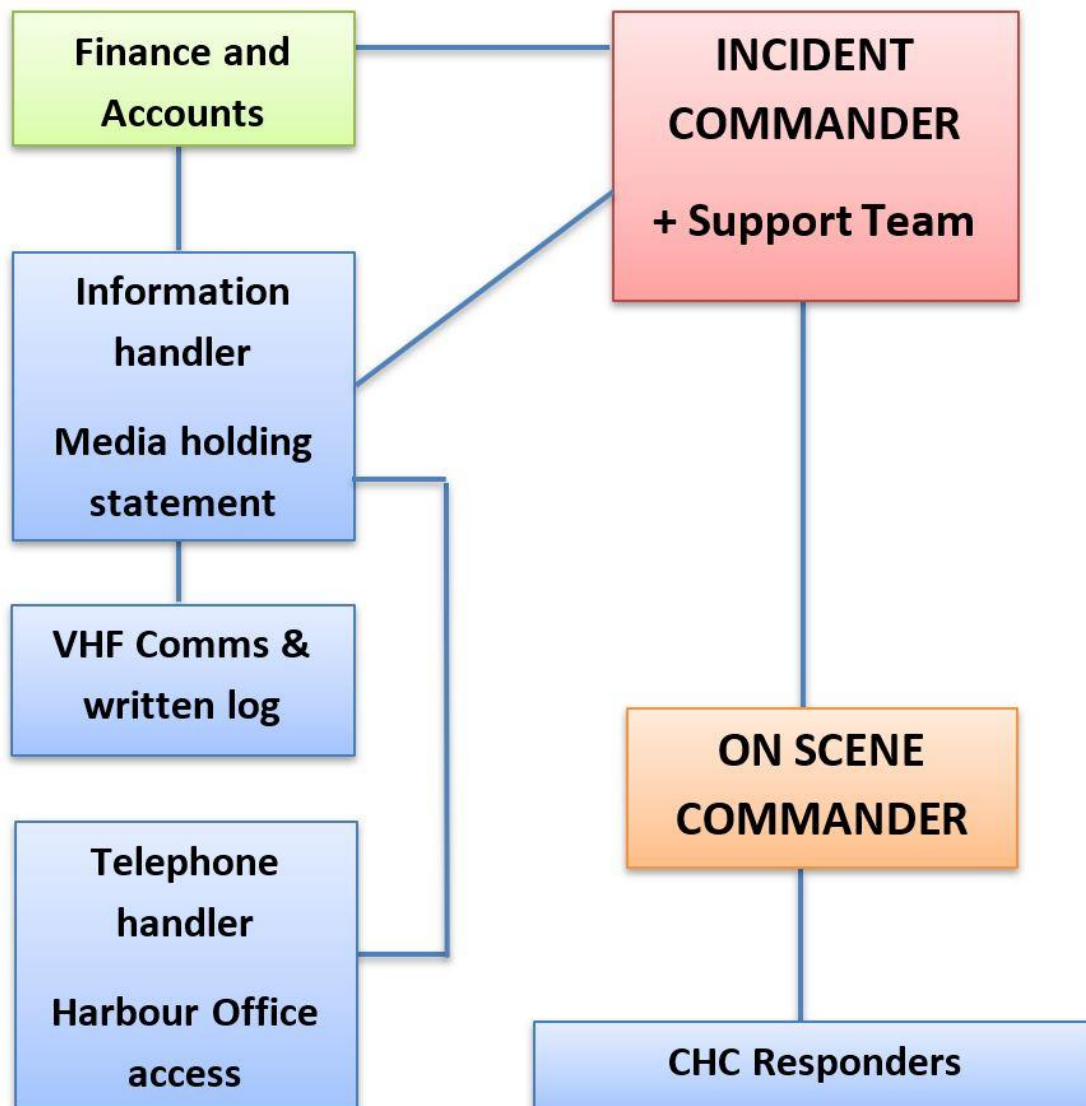 Finance and
Accounts
INCIDENT
COMMANDER
+ Support Team
Information
handler
Media holding
statement
VHF Comms &
written log
ON SCENE
COMMANDER
Telephone
handler
Harbour Office
access
CHC Responders